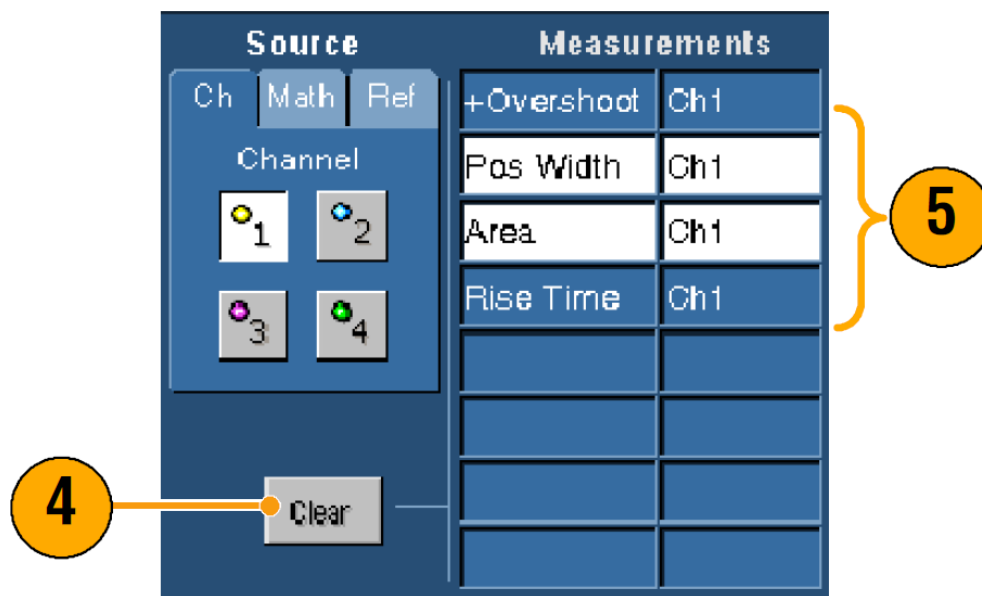 Source
Measurements
Ch Math Ref
Channel
1 2
3 4
+Overshoot Ch1
Pos Width Ch1
Area Ch1
Rise Time Ch1
5
4
Clear